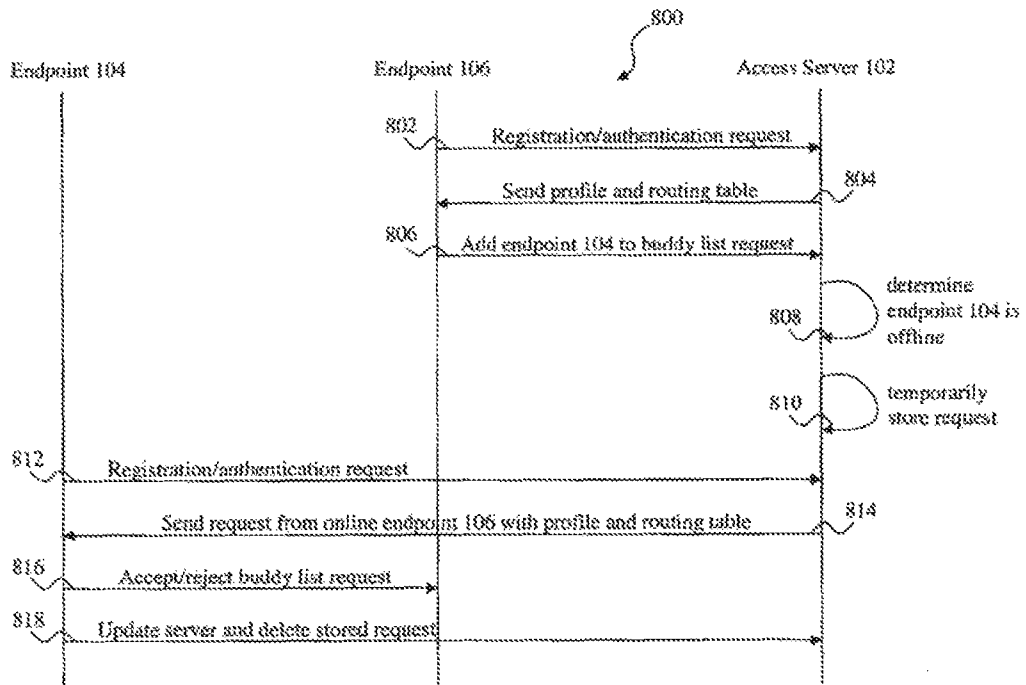 800
Endpoint 104
Endpoint 106
Access Server 102
802
Registration/authentication request
Send profile and routing table
804
806
Add endpoint 104 to buddy list request
determine
endpoint 104 is
offline
808
temporarily
store request
810
812
Registration/authentication request
Send request from online endpoint 106 with profile and routing table
814
816
Accept/reject buddy list request
818
Update server and delete stored request